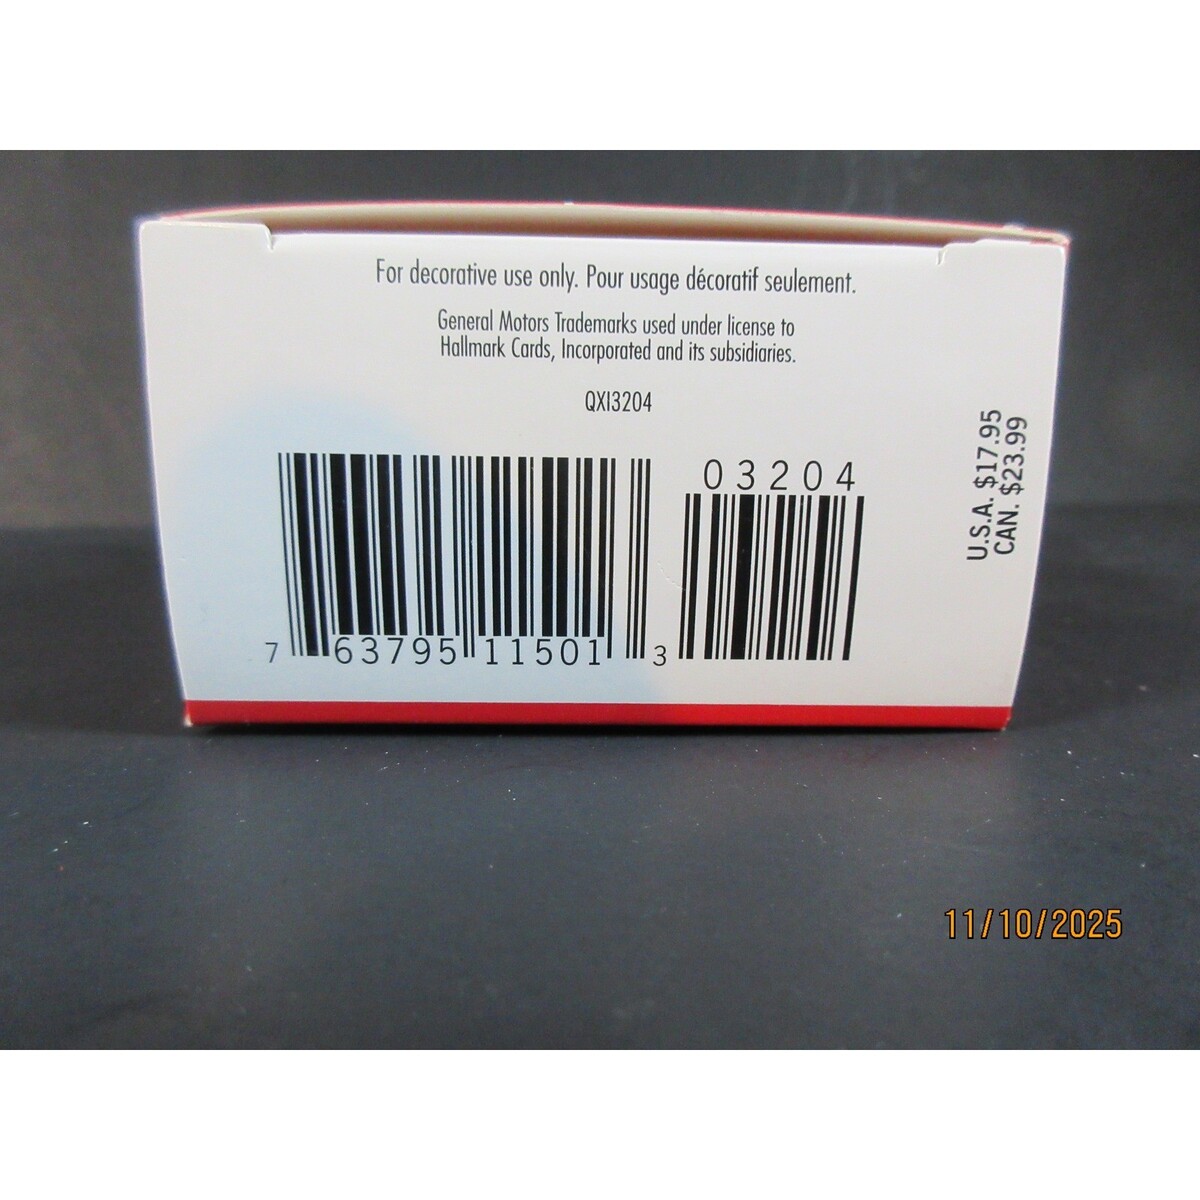 For decorative use only. Pour usage décoratif seulement.
General Motors Trademarks used under license to
Hallmark Cards, Incorporated and its subsidiaries.
QXI3204
03204
7 63795 11501 3
U.S.A. $17.95
CAN. $23.99
11/10/2025